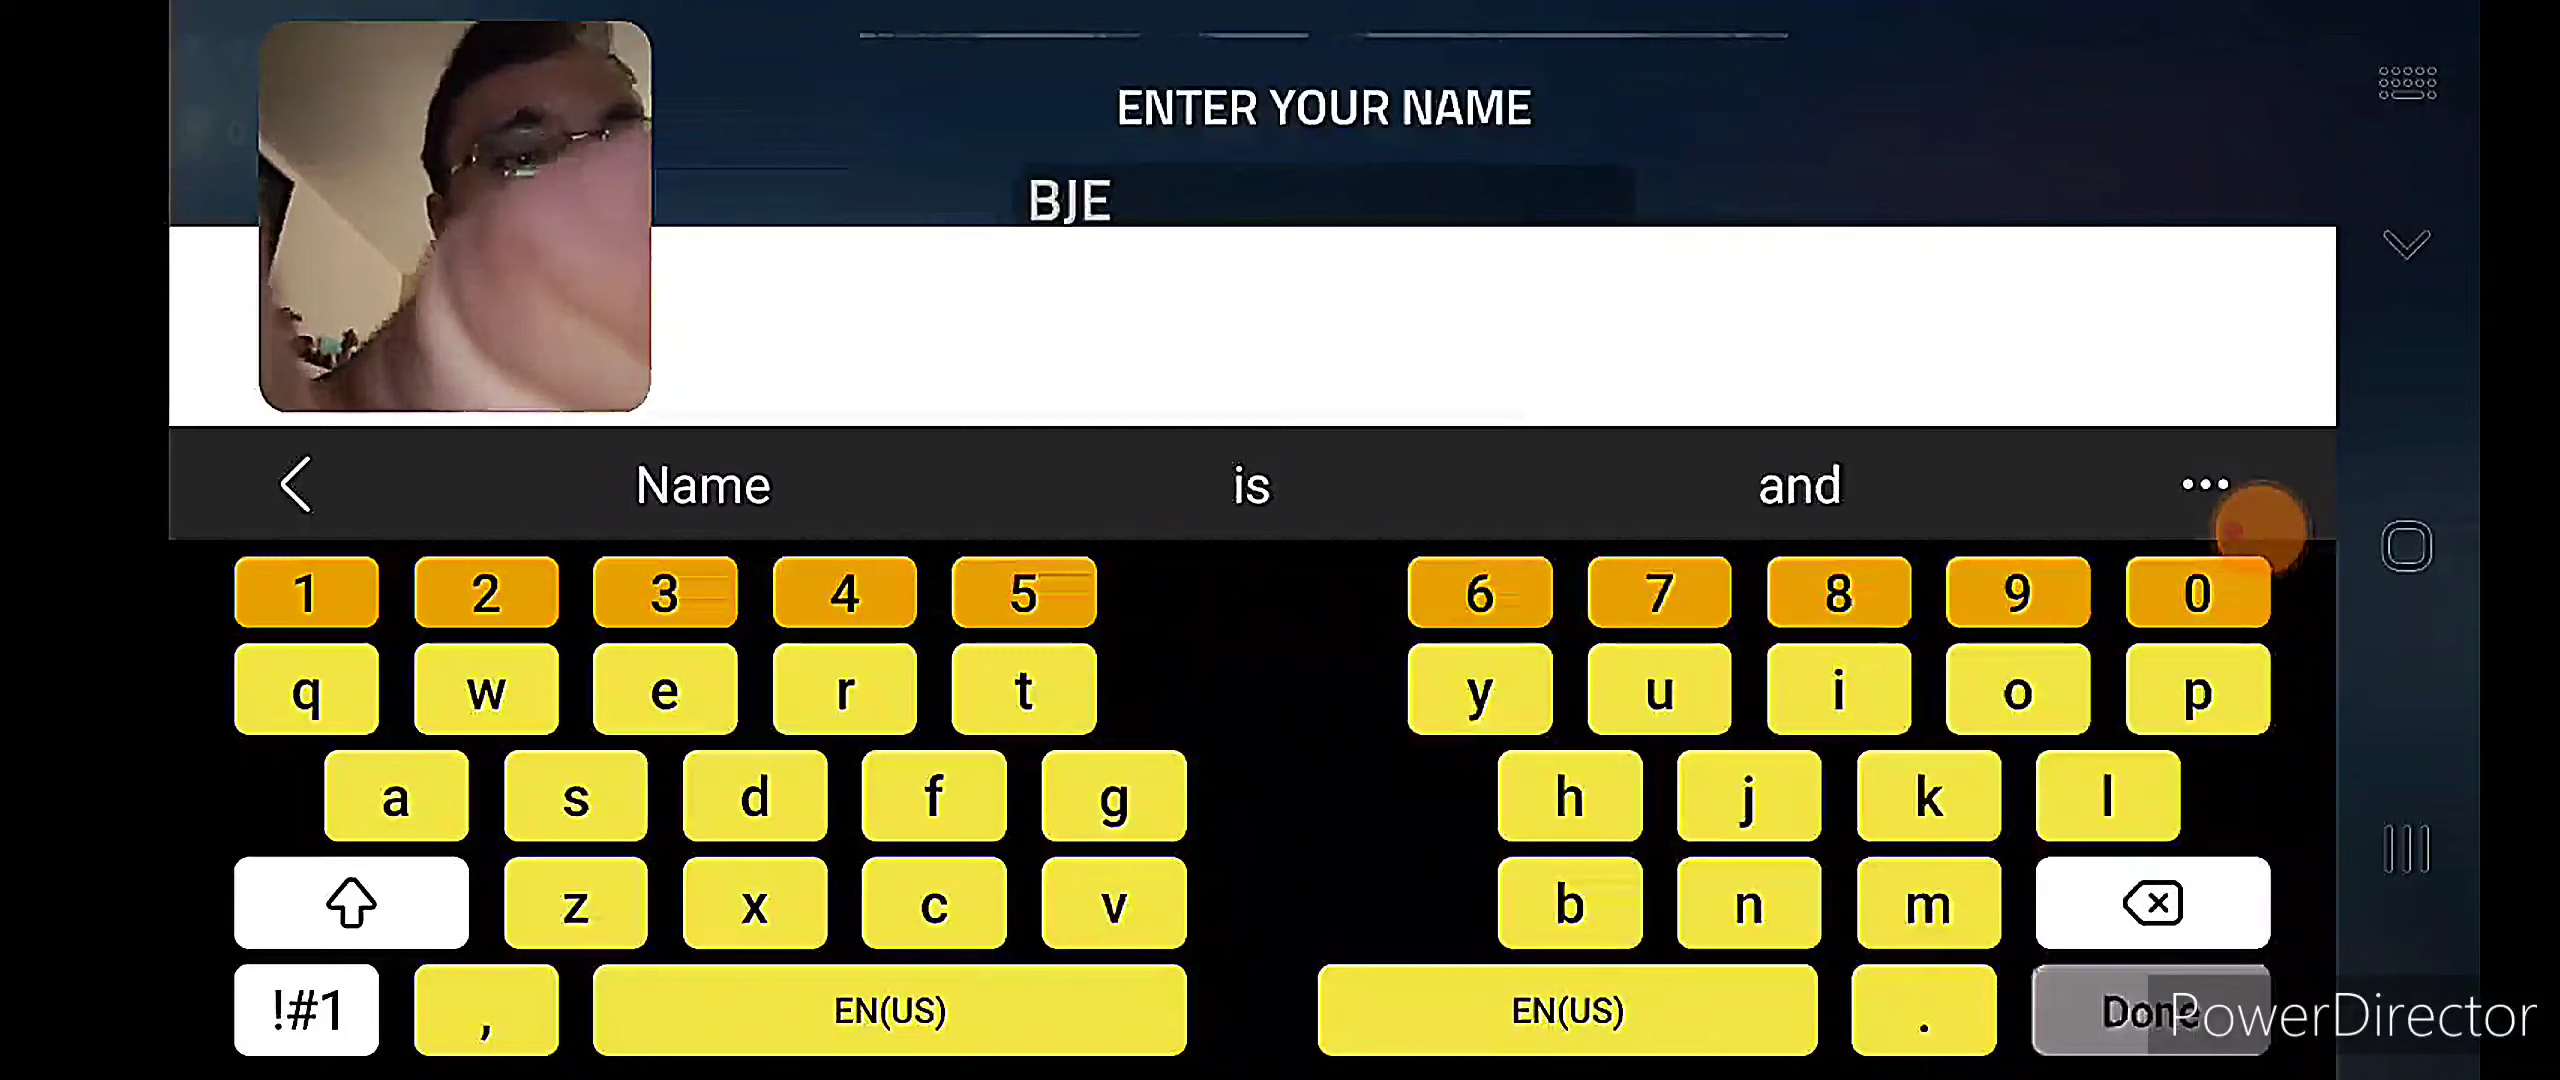 ENTER YOUR NAME
BJE
Name is and ...
1 2 3 4 5 6 7 8 9 0
q w e r t y u i o p
a s d f g h j k l
z x c v b n m
!#1 , EN(US) EN(US) . Done
PowerDirector